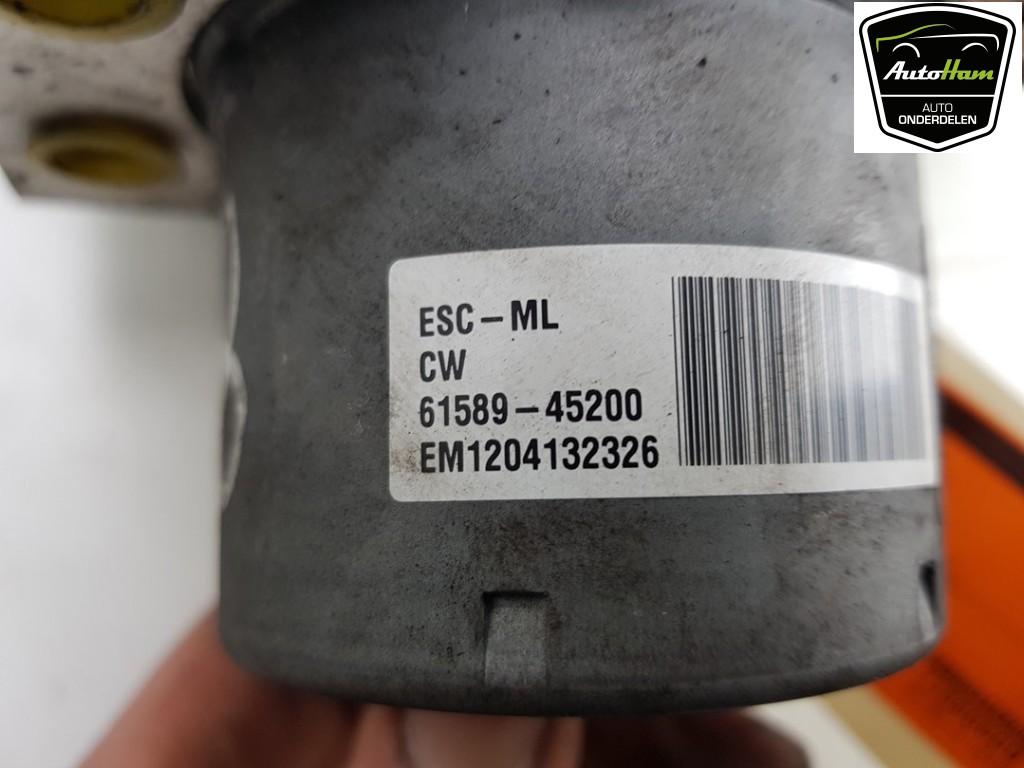 AutoHam
AUTO
ONDERDELEN
ESC-ML
CW
61589-45200
EM1204132326